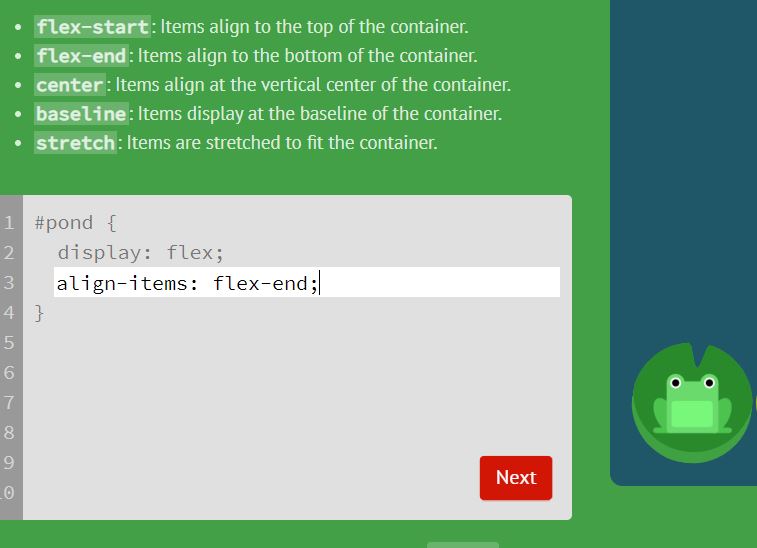 flex-start: Items align to the top of the container.
flex-end: Items align to the bottom of the container.
center: Items align at the vertical center of the container.
baseline: Items display at the baseline of the container.
stretch: Items are stretched to fit the container.
1 #pond {
2 display: flex;
3 align-items: flex-end;
4 }
5
6
7
8
9
10
Next